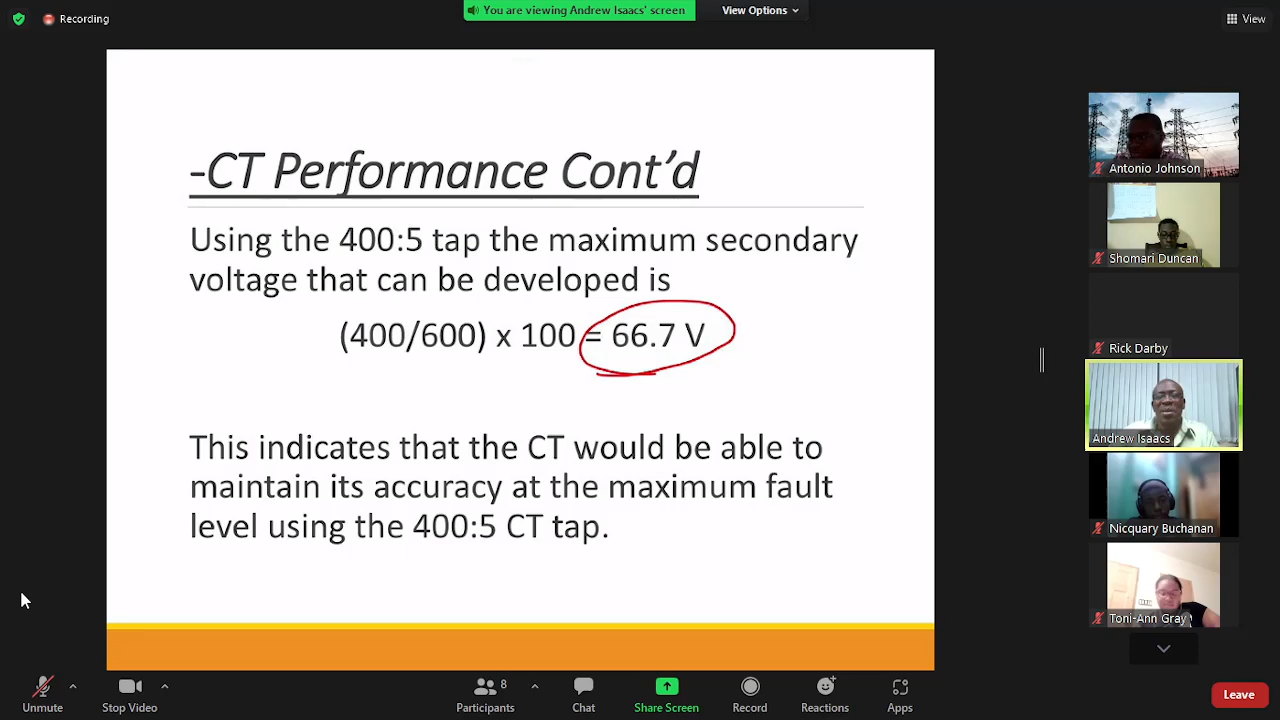 Recording
You are viewing Andrew Isaacs' screen
View Options
View
-CT Performance Cont’d
Using the 400:5 tap the maximum secondary
voltage that can be developed is
(400/600) x 100 = 66.7 V
This indicates that the CT would be able to
maintain its accuracy at the maximum fault
level using the 400:5 CT tap.
Antonio Johnson
Shomari Duncan
Rick Darby
Andrew Isaacs
Nicquary Buchanan
Toni-Ann Gray
Unmute
Stop Video
Participants
8
Chat
Share Screen
Record
Reactions
Apps
Leave